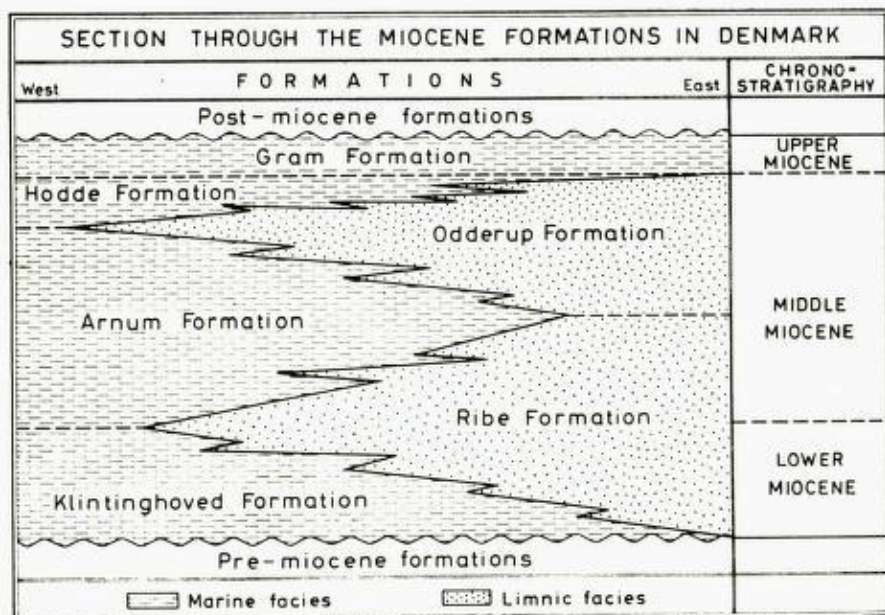 SECTION THROUGH THE MIOCENE FORMATIONS IN DENMARK
West FORMATIONS East
CHRONO=
STRATIGRAPHY
Post-miocene formations
Gram Formation
UPPER
MIOCENE
Hodde Formation
Odderup Formation
Arnum Formation
MIDDLE
MIOCENE
Ribe Formation
Klintinghoved Formation
LOWER
MIOCENE
Pre-miocene formations
Marine facies
Limnic facies